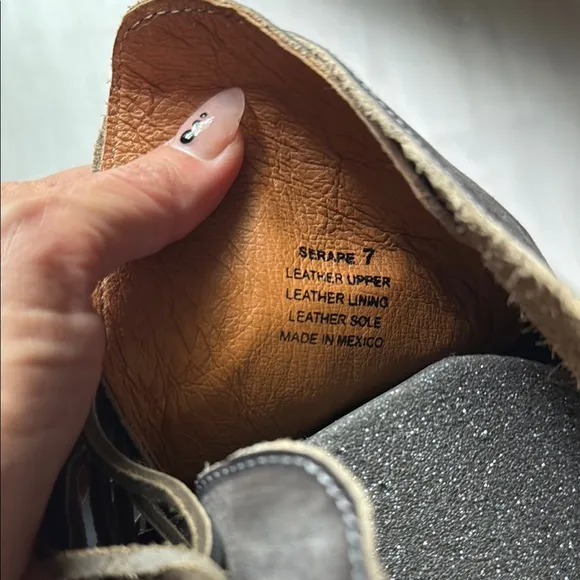 SERAPE 7
LEATHER UPPER
LEATHER LINING
LEATHER SOLE
MADE IN MEXICO